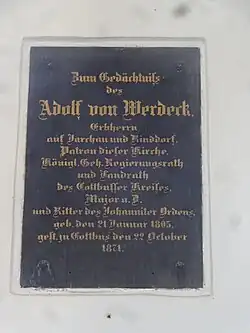 Zum Gedächtniſs
des
Adolf von Werdeck,
Erbherrn
auf Jarchau und Kinddorf,
Patron dieſer Kirche,
Königl. Geh. Regierungsrath
und Landrath
des Cottbuſſer Kreiſes,
Major a. D.
und Ritter des Johanniter Ordens,
geb. den 21 Januar 1805,
geſt. zu Cottbus den 22 October
1871.